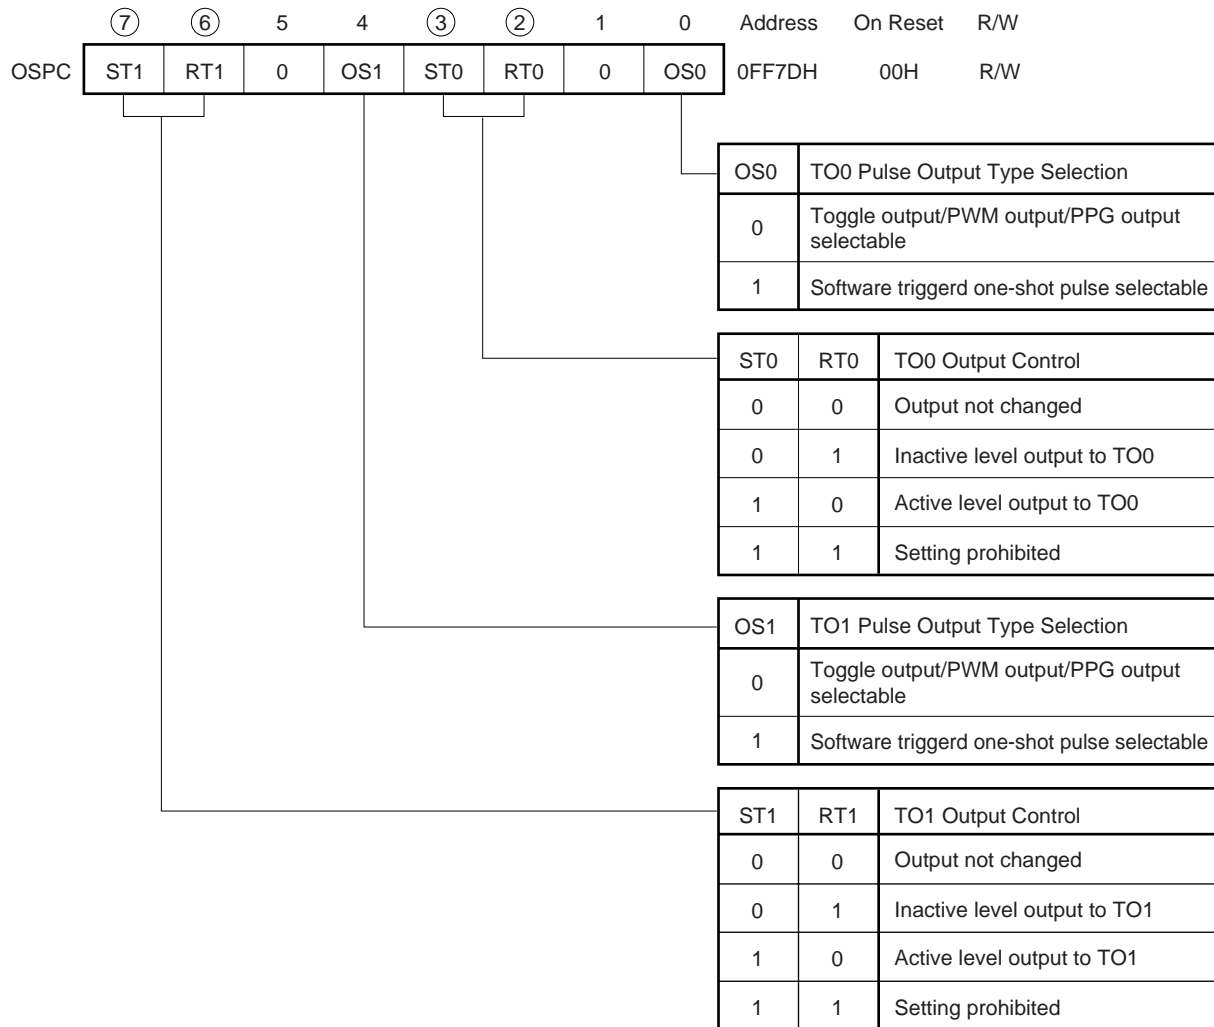 ⑦ ⑥ 5 4 ③ ② 1 0 Address On Reset R/W
OSPC ST1 RT1 0 OS1 ST0 RT0 0 OS0 0FF7DH 00H R/W
OS0 TO0 Pulse Output Type Selection
0 Toggle output/PWM output/PPG output
selectable
1 Software triggerd one-shot pulse selectable
ST0 RT0 TO0 Output Control
0 0 Output not changed
0 1 Inactive level output to TO0
1 0 Active level output to TO0
1 1 Setting prohibited
OS1 TO1 Pulse Output Type Selection
0 Toggle output/PWM output/PPG output
selectable
1 Software triggerd one-shot pulse selectable
ST1 RT1 TO1 Output Control
0 0 Output not changed
0 1 Inactive level output to TO1
1 0 Active level output to TO1
1 1 Setting prohibited